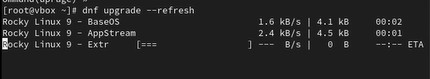 [root@vbox ~]# dnf upgrade --refresh
Rocky Linux 9 - BaseOS 1.6 kB/s | 4.1 kB 00:02
Rocky Linux 9 - AppStream 2.4 kB/s | 4.5 kB 00:01
Rocky Linux 9 - Extr [=== ] --- B/s | 0 B --:-- ETA